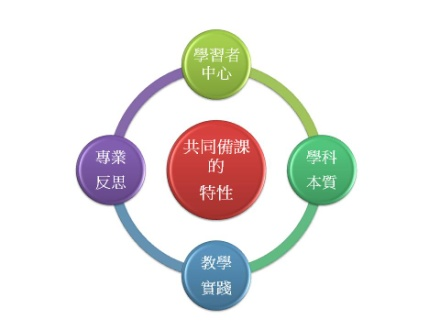 學習者
中心
專業
反思
共同備課
的
特性
學科
本質
教學
實踐